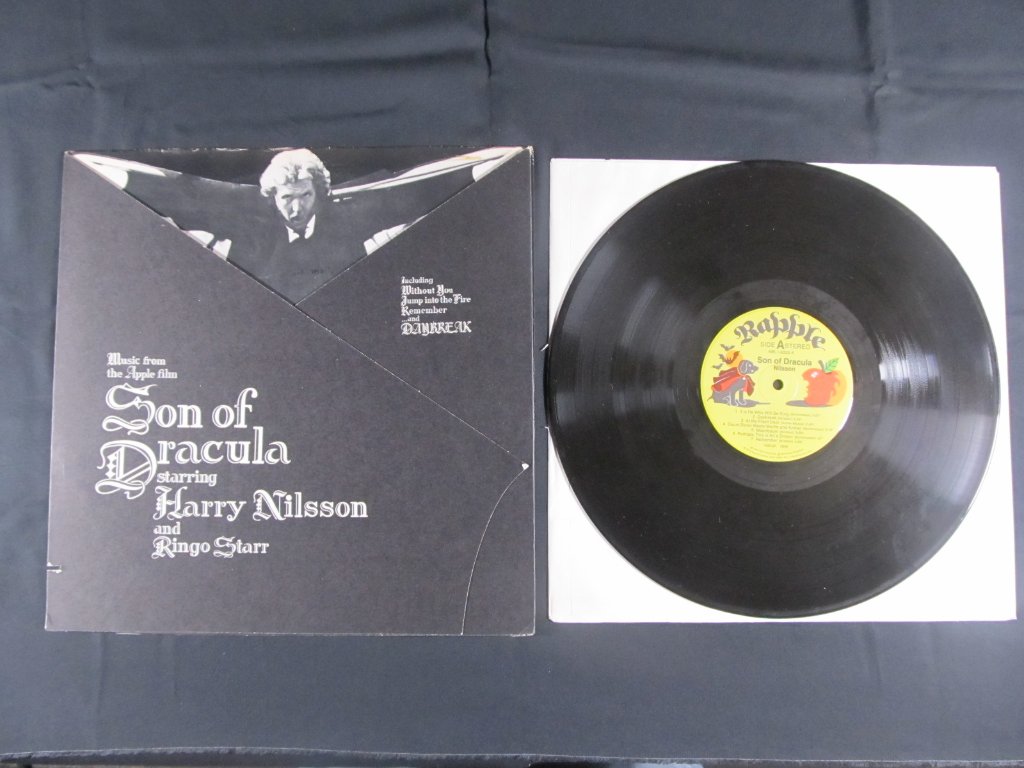 Including
Without You
Jump into the Fire
Remember
...and
DAYBREAK
Music from
the Apple film
Son of
Dracula
starring
Harry Nilsson
and
Ringo Starr
Rapple
SIDE A STEREO
Son of Dracula
Nilsson